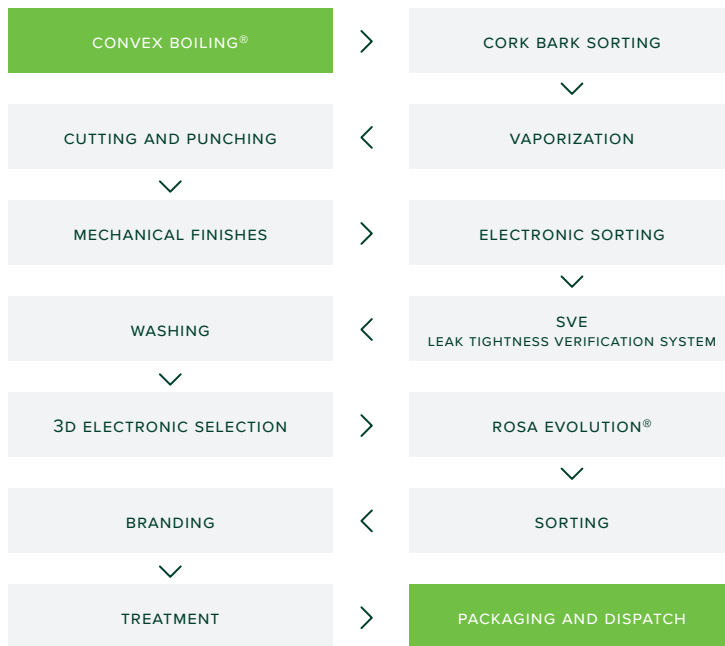 CONVEX BOILING®
CORK BARK SORTING
CUTTING AND PUNCHING
VAPORIZATION
MECHANICAL FINISHES
ELECTRONIC SORTING
WASHING
SVE
LEAK TIGHTNESS VERIFICATION SYSTEM
3D ELECTRONIC SELECTION
ROSA EVOLUTION®
BRANDING
SORTING
TREATMENT
PACKAGING AND DISPATCH